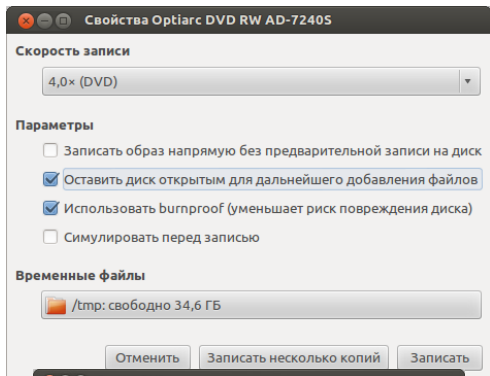 Свойства Optiarc DVD RW AD-7240S
Скорость записи
4,0× (DVD)
Параметры
Записать образ напрямую без предварительной записи на диск
Оставить диск открытым для дальнейшего добавления файлов
Использовать burnproof (уменьшает риск повреждения диска)
Симулировать перед записью
Временные файлы
/tmp: свободно 34,6 ГБ
Отменить
Записать несколько копий
Записать